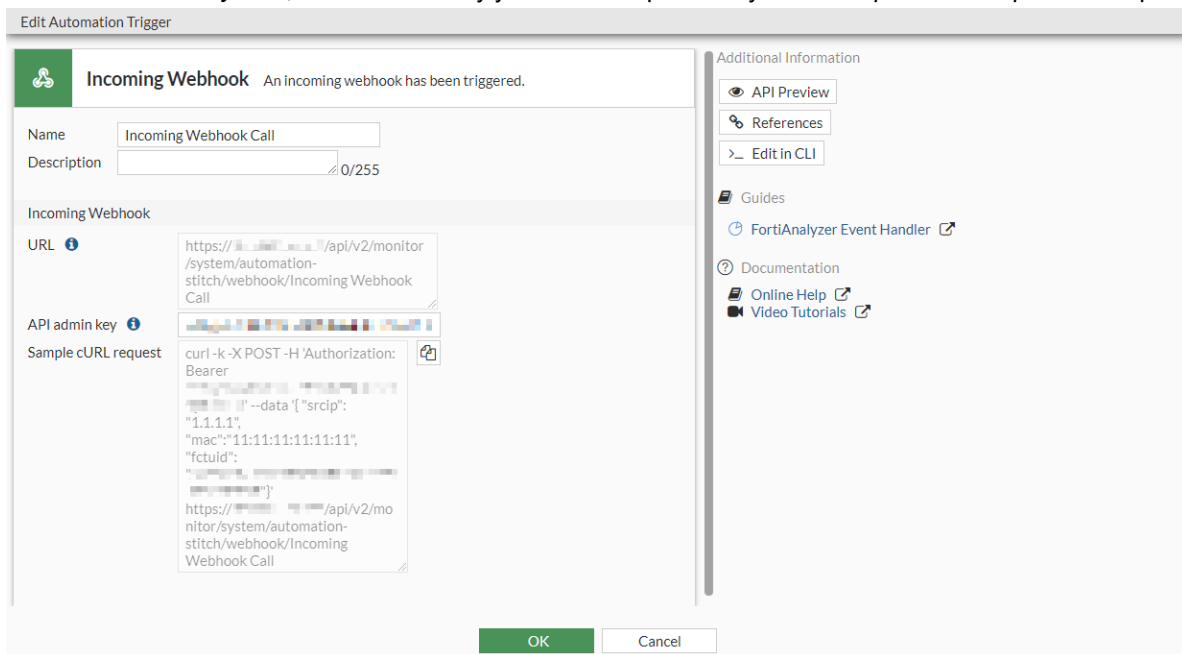 Edit Automation Trigger
Incoming Webhook An incoming webhook has been triggered.
Name Incoming Webhook Call
Description 0/255
Incoming Webhook
URL
https:// /api/v2/monitor
/system/automation-
stitch/webhook/Incoming Webhook
Call
API admin key
Sample cURL request
curl -k -X POST -H 'Authorization:
Bearer
' --data '{ "srcip":
"1.1.1.1",
"mac":"11:11:11:11:11:11",
"fctuid":
"
"}'
https:// /api/v2/mo
nitor/system/automation-
stitch/webhook/Incoming
Webhook Call
Additional Information
API Preview
References
>_ Edit in CLI
Guides
FortiAnalyzer Event Handler
Documentation
Online Help
Video Tutorials
OK Cancel